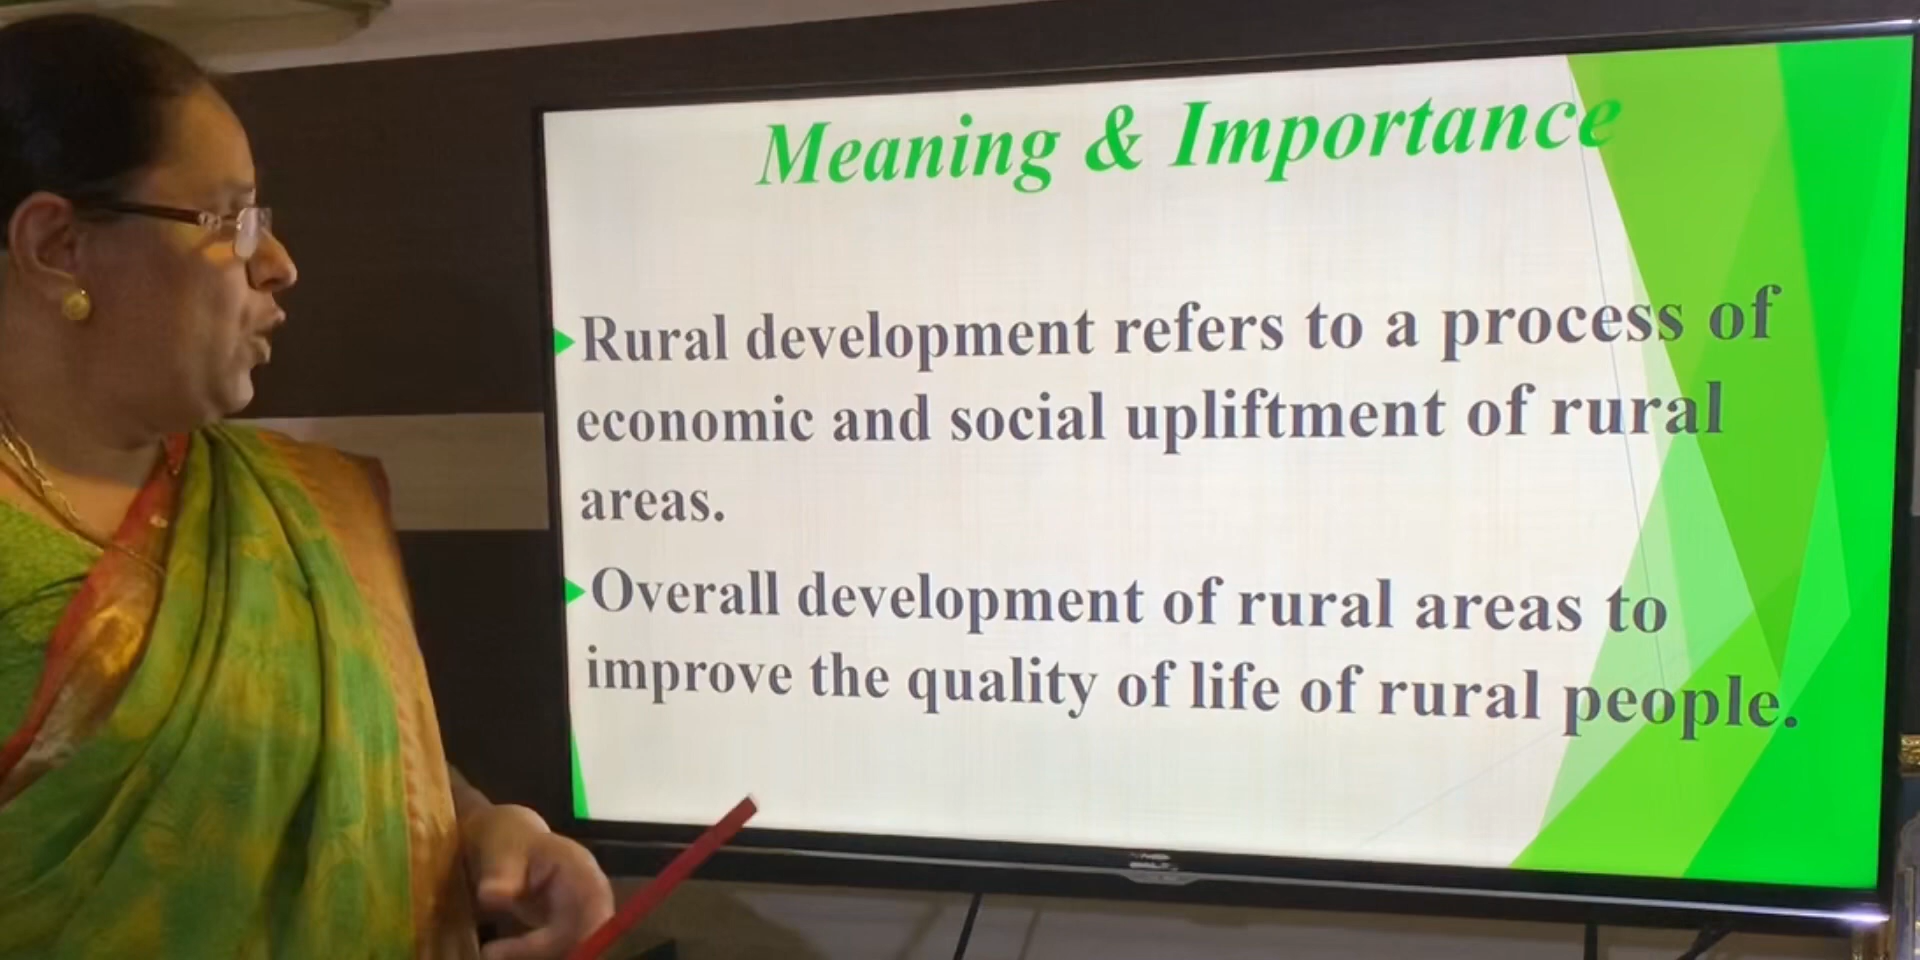 Meaning & Importance
Rural development refers to a process of
economic and social upliftment of rural
areas.
Overall development of rural areas to
improve the quality of life of rural people.